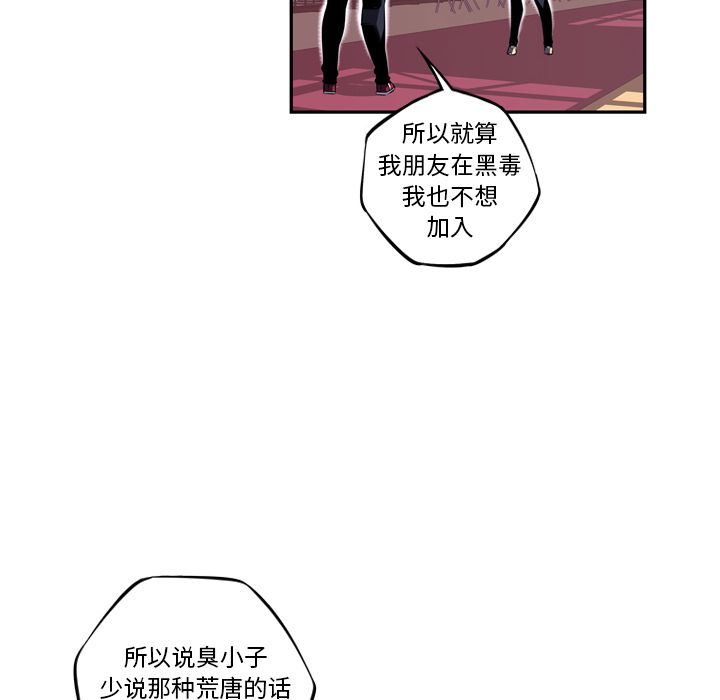 所以就算
我朋友在黑毒
我也不想
加入
所以说臭小子
少说那种荒唐的话